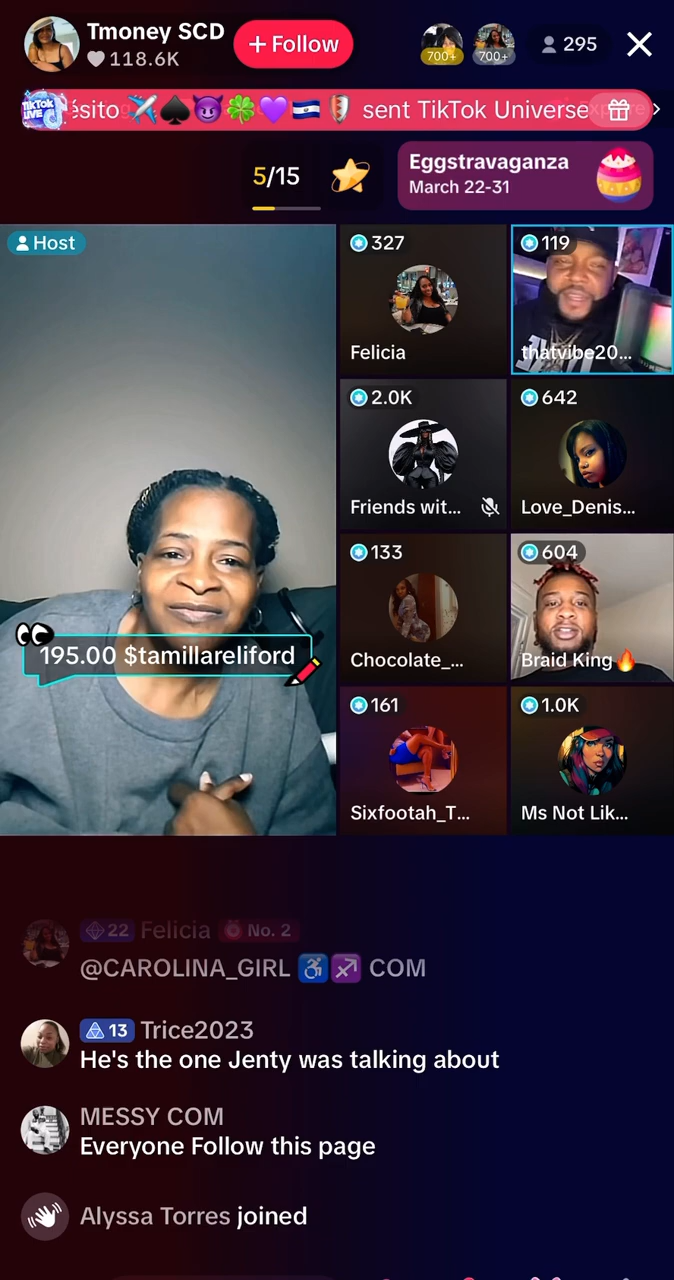 Tmoney SCD
118.6K
+ Follow
700+
700+
295
TikTok
LIVE
ésito ✈️♠️😈🍀💜🇸🇻🛡️ sent TikTok Universe
5/15
Eggstravaganza
March 22-31
Host
195.00 $tamillareliford
327
Felicia
119
thatvibe20...
2.0K
Friends wit...
642
Love_Denis...
133
Chocolate_...
604
Braid King🔥
161
Sixfootah_T...
1.0K
Ms Not Lik...
22 Felicia No. 2
@CAROLINA_GIRL ♿♐ COM
13 Trice2023
He's the one Jenty was talking about
MESSY COM
Everyone Follow this page
Alyssa Torres joined